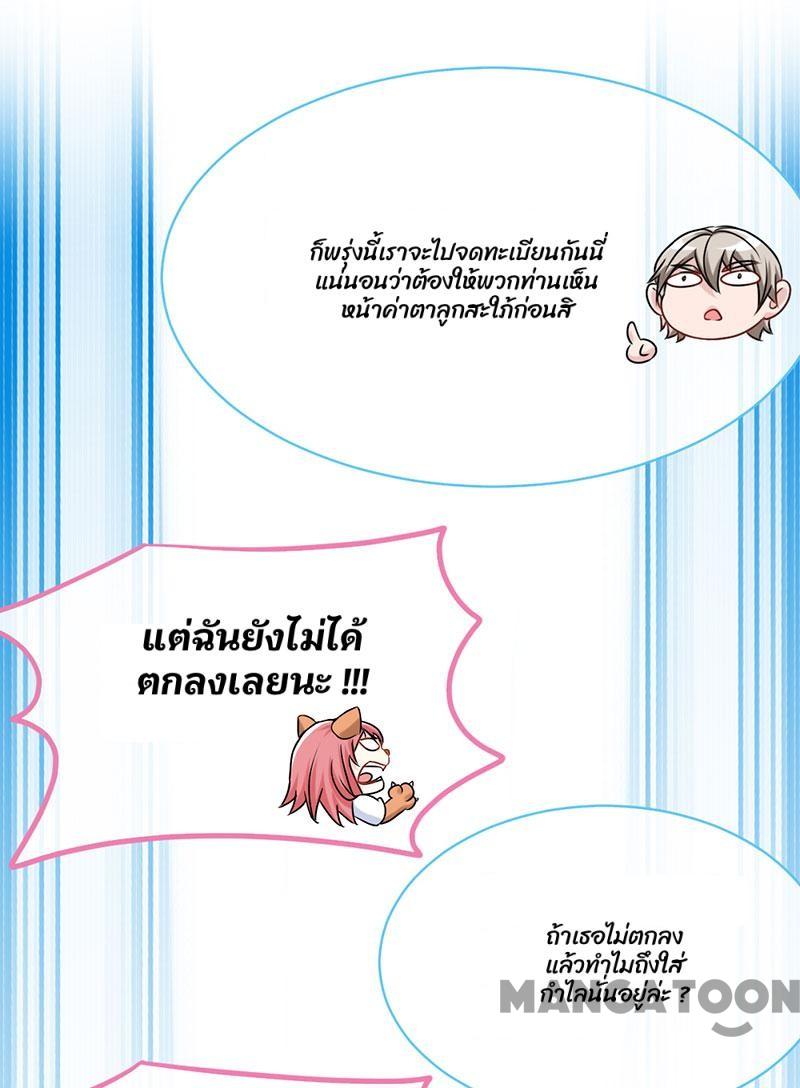 ก็พรุ่งนี้เราจะไปจดทะเบียนกันนี่
แน่นอนว่าต้องให้พวกท่านเห็น
หน้าค่าตาลูกสะใภ้ก่อนสิ
แต่ฉันยังไม่ได้
ตกลงเลยนะ !!!
ถ้าเธอไม่ตกลง
แล้วทำไมถึงใส่
กำไลนั่นอยู่ล่ะ ?
MANGATOON